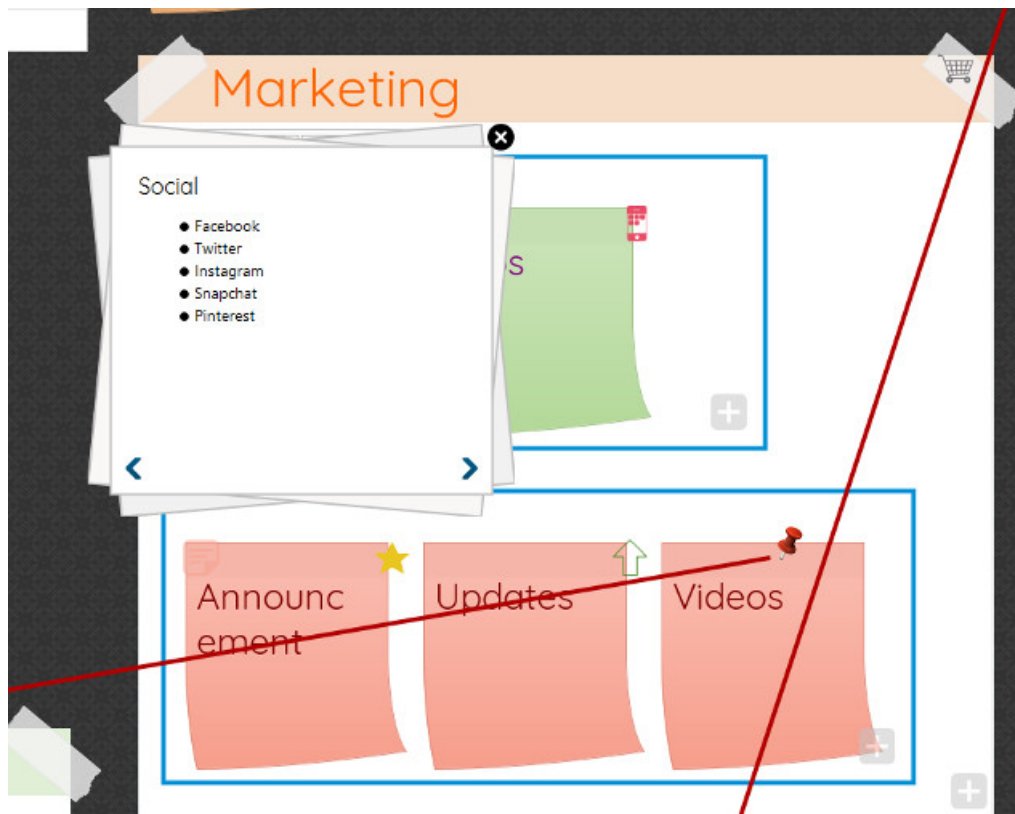 Marketing
Social
Facebook
Twitter
Instagram
Snapchat
Pinterest
Announc
ement
Updates
Videos